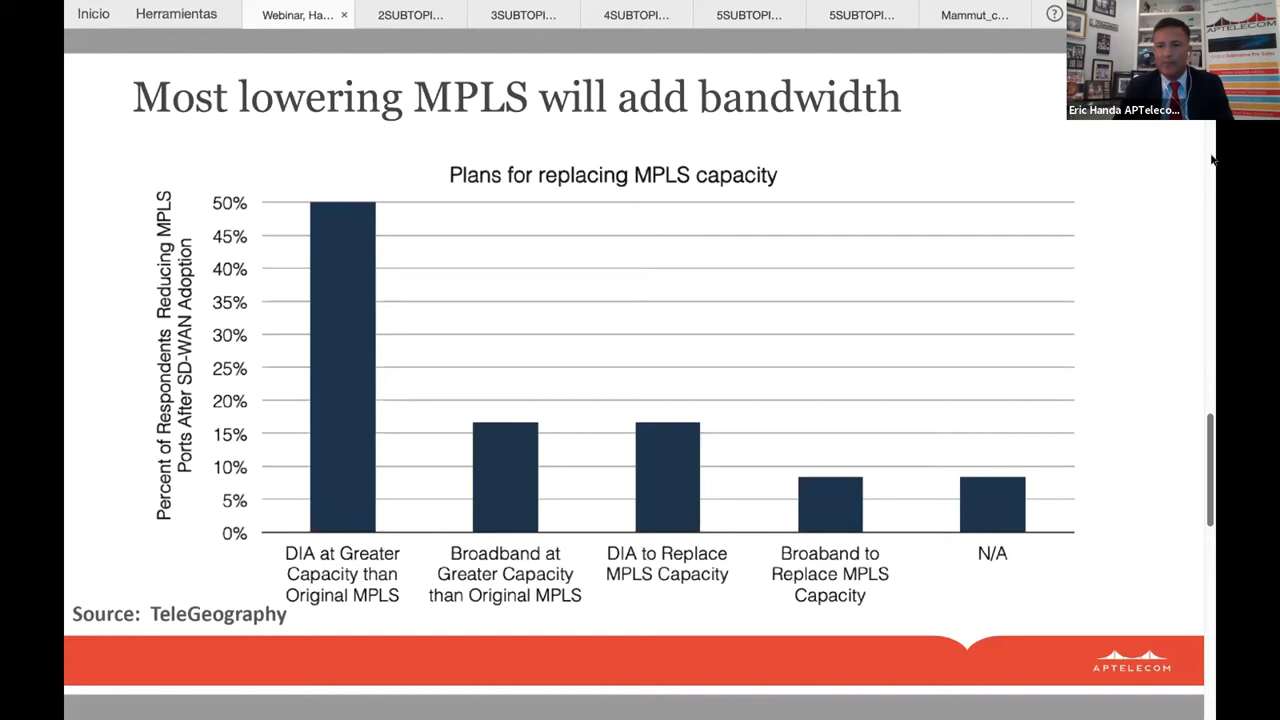 Inicio
Herramientas
Webinar, Ha... ×
2SUBTOPI...
3SUBTOPI...
4SUBTOPI...
5SUBTOPI...
5SUBTOPI...
Mammut_c...
?
APTELECOM
Eric Handa APTeleco...
Most lowering MPLS will add bandwidth
Plans for replacing MPLS capacity
Percent of Respondents Reducing MPLS
Ports After SD-WAN Adoption
50%
45%
40%
35%
30%
25%
20%
15%
10%
5%
0%
DIA at Greater
Capacity than
Original MPLS
Broadband at
Greater Capacity
than Original MPLS
DIA to Replace
MPLS Capacity
Broaband to
Replace MPLS
Capacity
N/A
Source: TeleGeography
APTELECOM